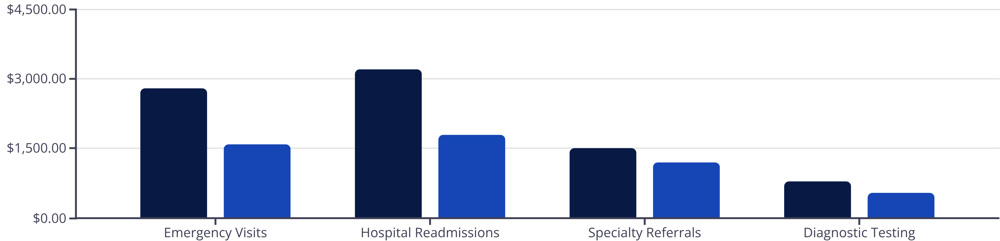 $4,500.00
$3,000.00
$1,500.00
$0.00
Emergency Visits
Hospital Readmissions
Specialty Referrals
Diagnostic Testing